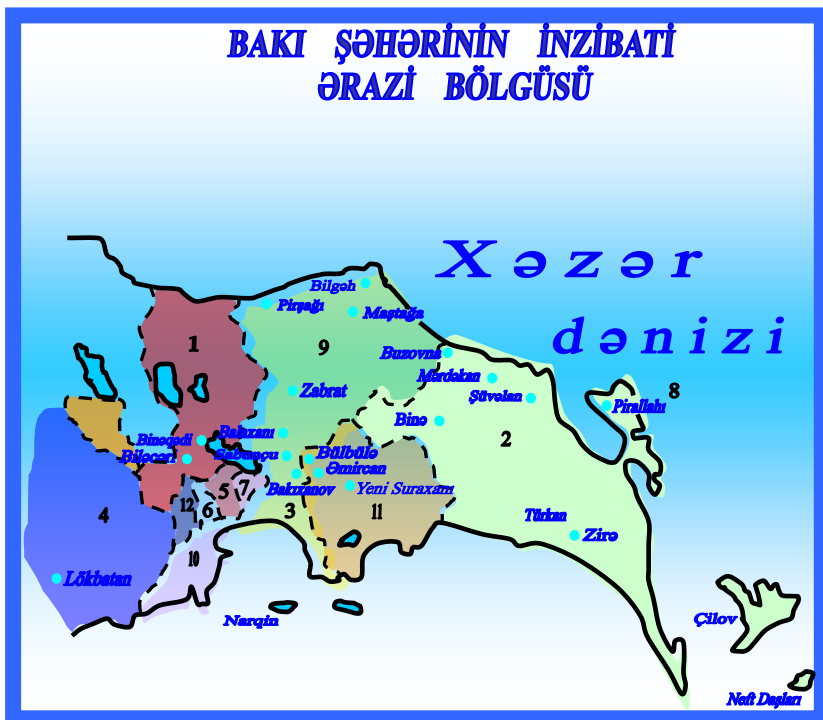 BAKI ŞƏHƏRİNİN İNZİBATİ
ƏRAZİ BÖLGÜSÜ
Xəzər
dənizi
Bilgəh
Pirşağı
Maştağa
1
9
Buzovna
Mərdəkan
Şüvəlan
8
Pirallahı
Zabrat
Binə
2
Binəqədi
Balaxanı
Biləcəri
Sabunçu
Bülbülə
Əmircan
Bakıxanov
Yeni Suraxanı
4
12
5
7
6
3
11
Türkan
Zirə
10
Lökbatan
Narqin
Çilov
Neft Daşları